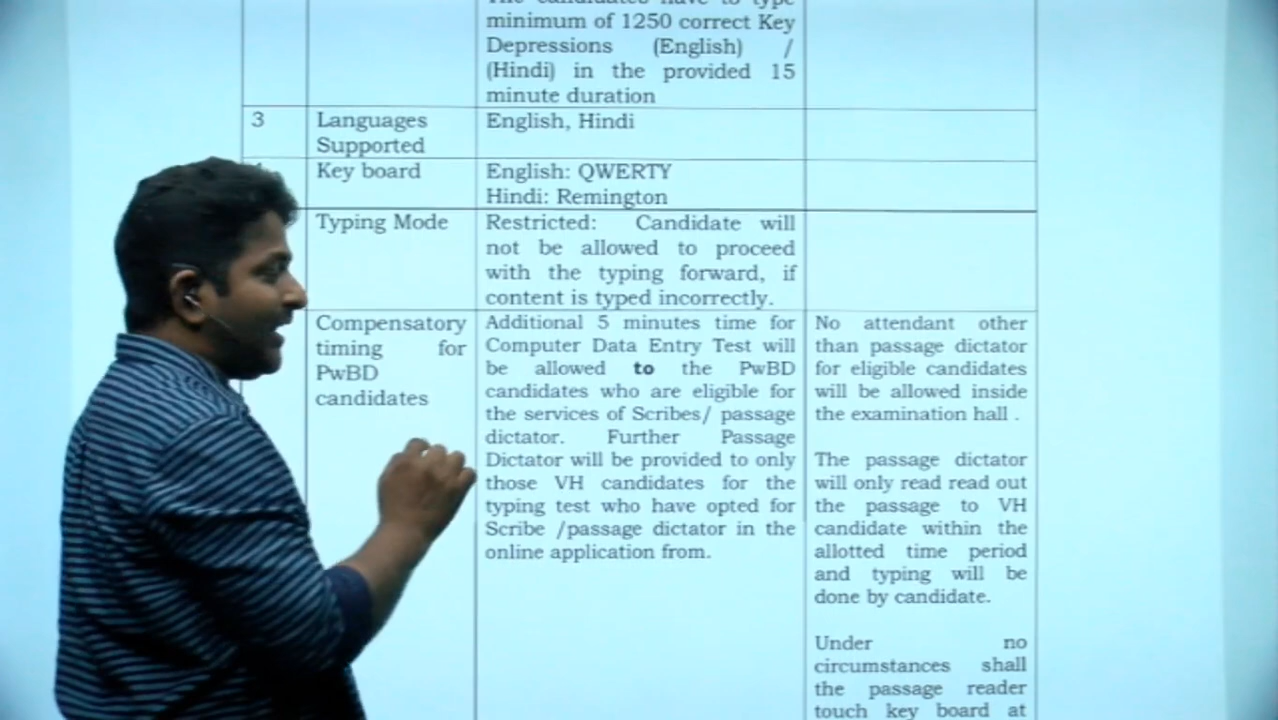 The candidates have to type
minimum of 1250 correct Key
Depressions (English) /
(Hindi) in the provided 15
minute duration
3
Languages
Supported
English, Hindi
Key board
English: QWERTY
Hindi: Remington
Typing Mode
Restricted: Candidate will
not be allowed to proceed
with the typing forward, if
content is typed incorrectly.
Compensatory
timing for
PwBD
candidates
Additional 5 minutes time for
Computer Data Entry Test will
be allowed to the PwBD
candidates who are eligible for
the services of Scribes/ passage
dictator. Further Passage
Dictator will be provided to only
those VH candidates for the
typing test who have opted for
Scribe /passage dictator in the
online application from.
No attendant other
than passage dictator
for eligible candidates
will be allowed inside
the examination hall .
The passage dictator
will only read read out
the passage to VH
candidate within the
allotted time period
and typing will be
done by candidate.
Under no
circumstances shall
the passage reader
touch key board at